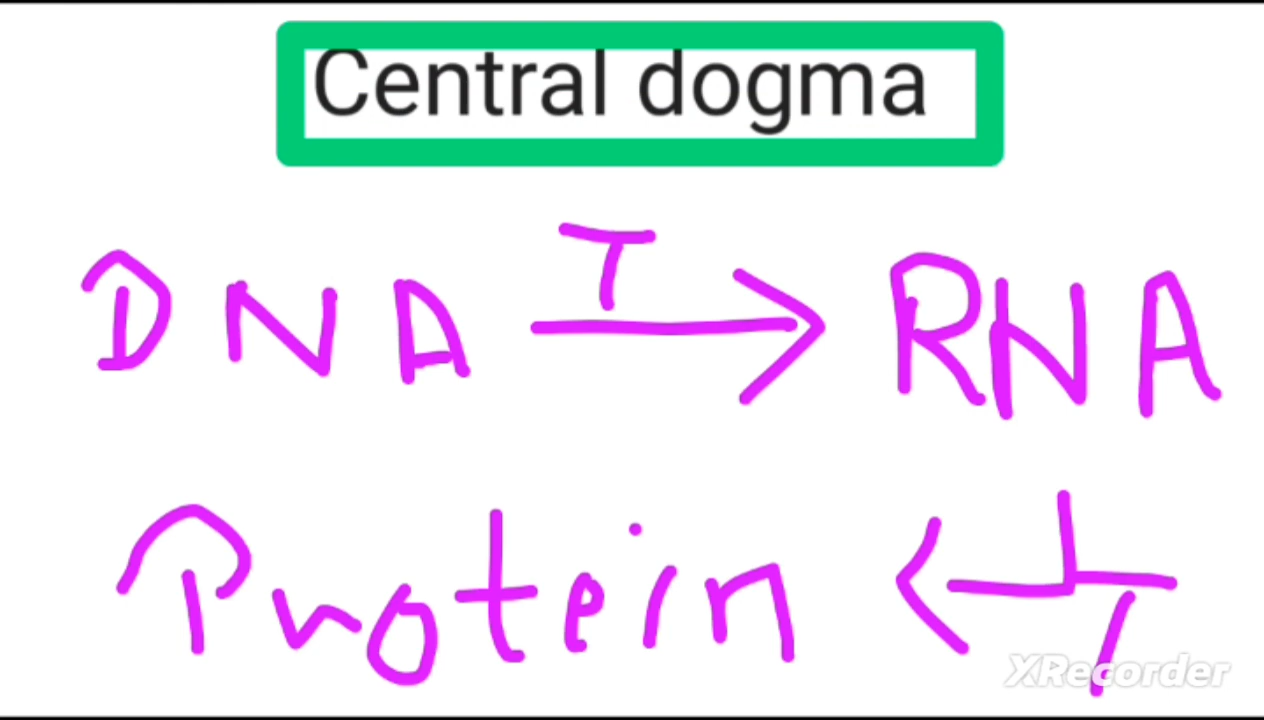 Central dogma
T
DNA → RNA
Protein ← T
XRecorder